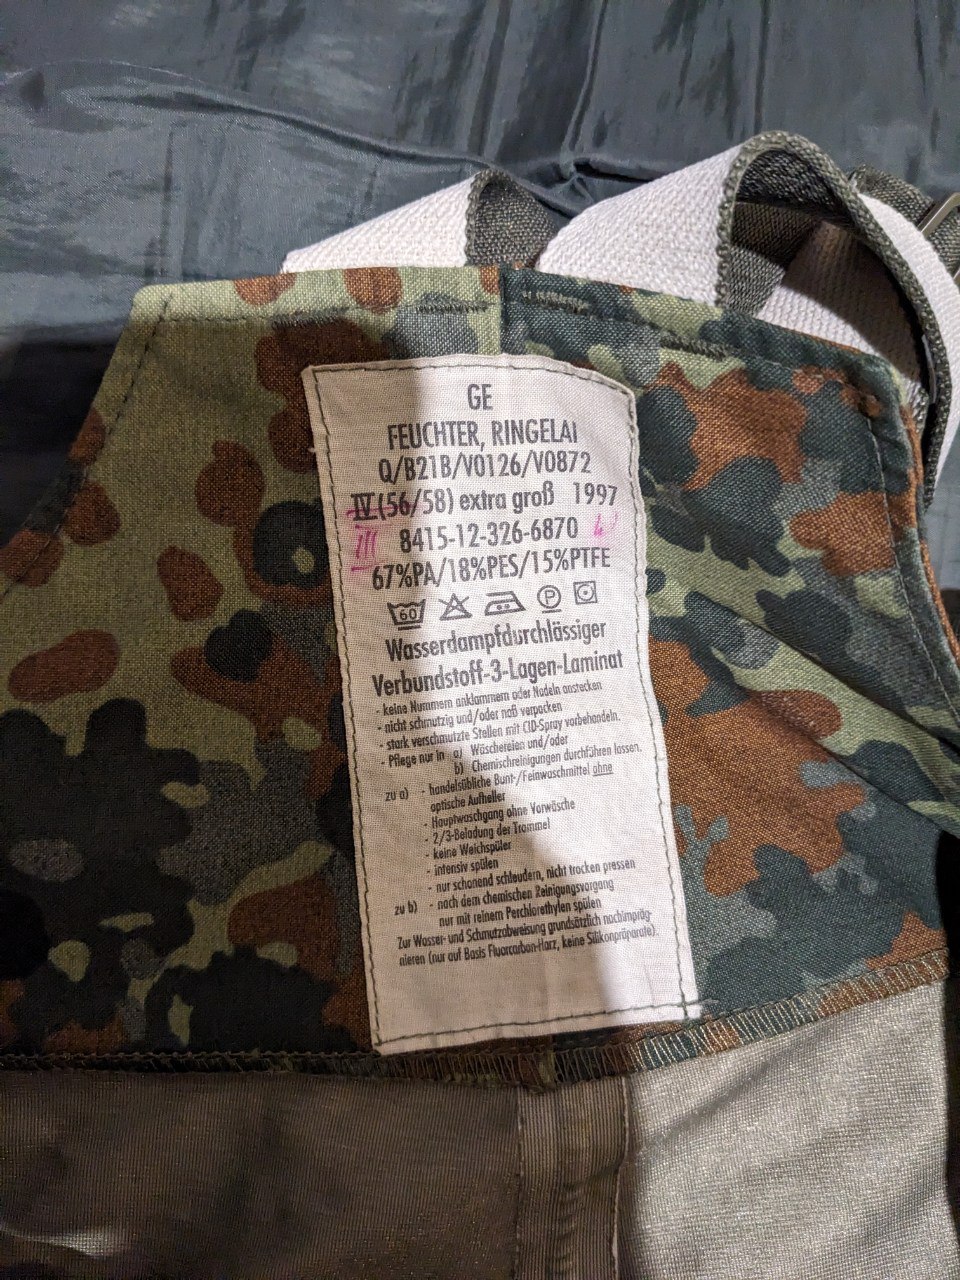 GE
FEUCHTER, RINGELAI
Q/B21B/V0126/V0872
IV (56/58) extra groß 1997
III 8415-12-326-6870
67%PA/18%PES/15%PTFE
60 P
Wasserdampfdurchlässiger
Verbundstoff-3-Lagen-Laminat
- keine Nummern anklammern oder Nadeln anstecken
- nicht schmutzig und/oder naß verpacken
- stark verschmutzte Stellen mit CID-Spray vorbehandeln.
- Pflege nur in a) Wäschereien und/oder
b) Chemischreinigungen durchführen lassen.
zu a) - handelsübliche Bunt-/Feinwaschmittel ohne
optische Aufheller
- Hauptwaschgang ohne Vorwäsche
- 2/3-Beladung der Trommel
- keine Weichspüler
- intensiv spülen
- nur schonend schleudern, nicht trocken pressen
zu b) - nach dem chemischen Reinigungsvorgang
nur mit reinem Perchlorethylen spülen
Zur Wasser- und Schmutzabweisung grundsätzlich nachimpräg-
nieren (nur auf Basis Fluorcarbon-Harz, keine Silikonpräparate).